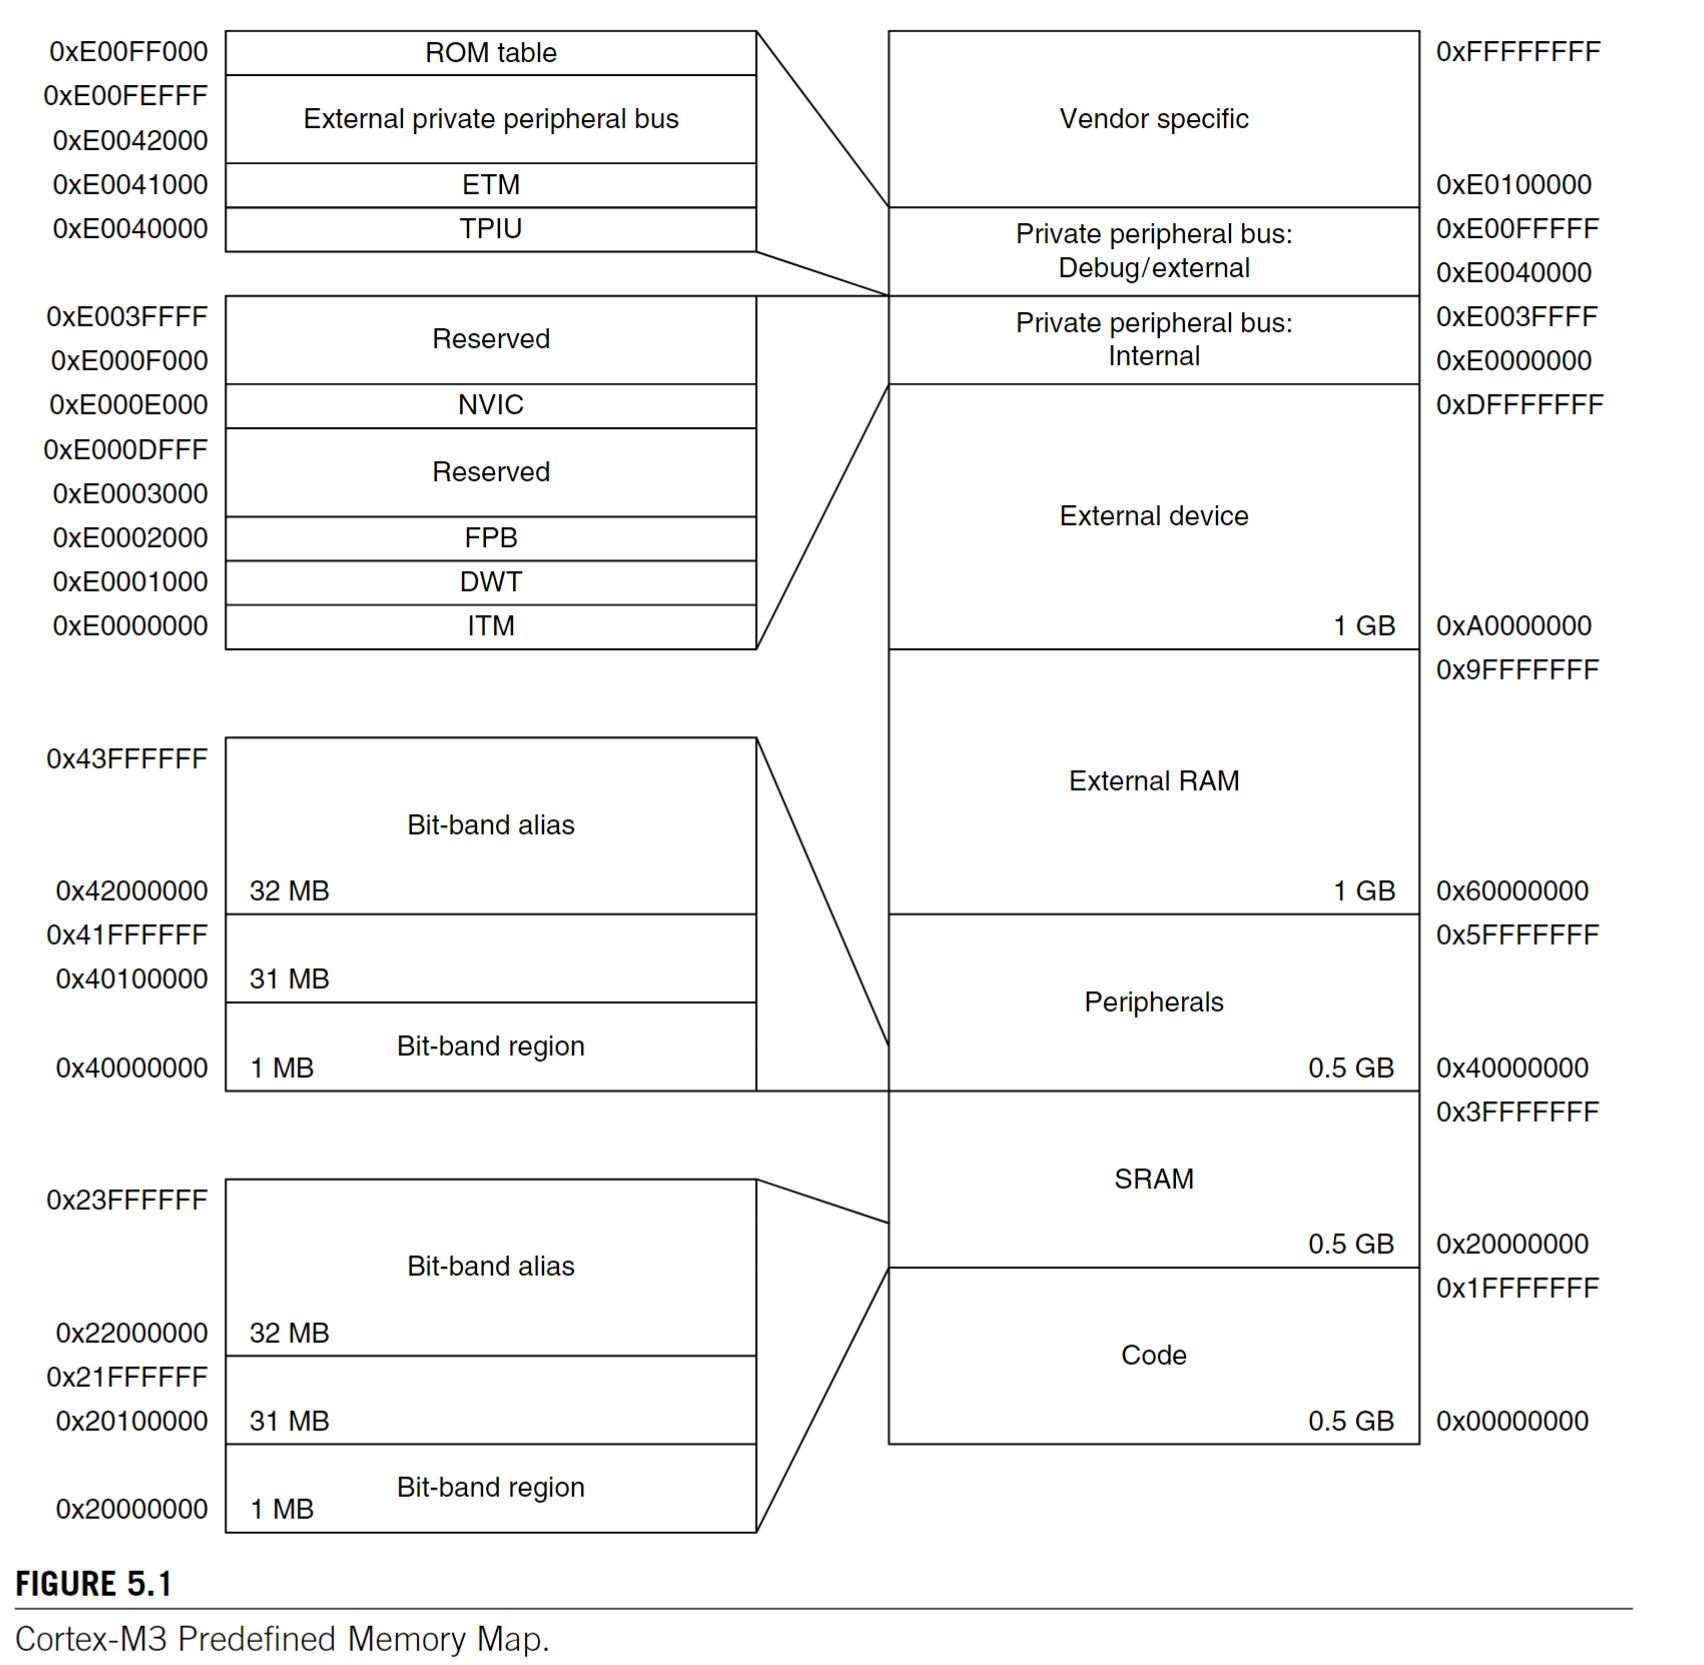 0xE00FF000 ROM table 0xFFFFFFFF
0xE00FEFFF
External private peripheral bus Vendor specific
0xE0042000
0xE0041000 ETM 0xE0100000
0xE0040000 TPIU 0xE00FFFFF
Private peripheral bus:
Debug/external 0xE0040000
0xE003FFFF 0xE003FFFF
Reserved Private peripheral bus:
Internal
0xE000F000 0xE0000000
0xE000E000 NVIC 0xDFFFFFFF
0xE000DFFF
Reserved
0xE0003000
External device
0xE0002000 FPB
0xE0001000 DWT
0xE0000000 ITM 1 GB 0xA0000000
0x9FFFFFFF
0x43FFFFFF
External RAM
Bit-band alias
0x42000000 32 MB 1 GB 0x60000000
0x41FFFFFF 0x5FFFFFFF
0x40100000 31 MB
Peripherals
Bit-band region
0x40000000 1 MB 0.5 GB 0x40000000
0x3FFFFFFF
SRAM
0x23FFFFFF
0.5 GB 0x20000000
Bit-band alias
0x1FFFFFFF
0x22000000 32 MB
Code
0x21FFFFFF
0x20100000 31 MB 0.5 GB 0x00000000
Bit-band region
0x20000000 1 MB
FIGURE 5.1
Cortex-M3 Predefined Memory Map.